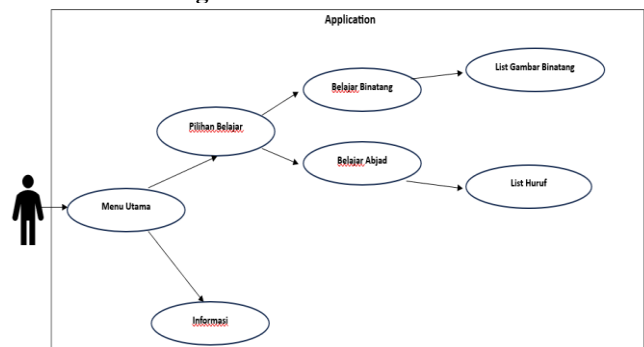 Application
List Gambar Binatang
Belajar Binatang
Pilihan Belajar
Belajar Abjad
List Huruf
Menu Utama
Informasi